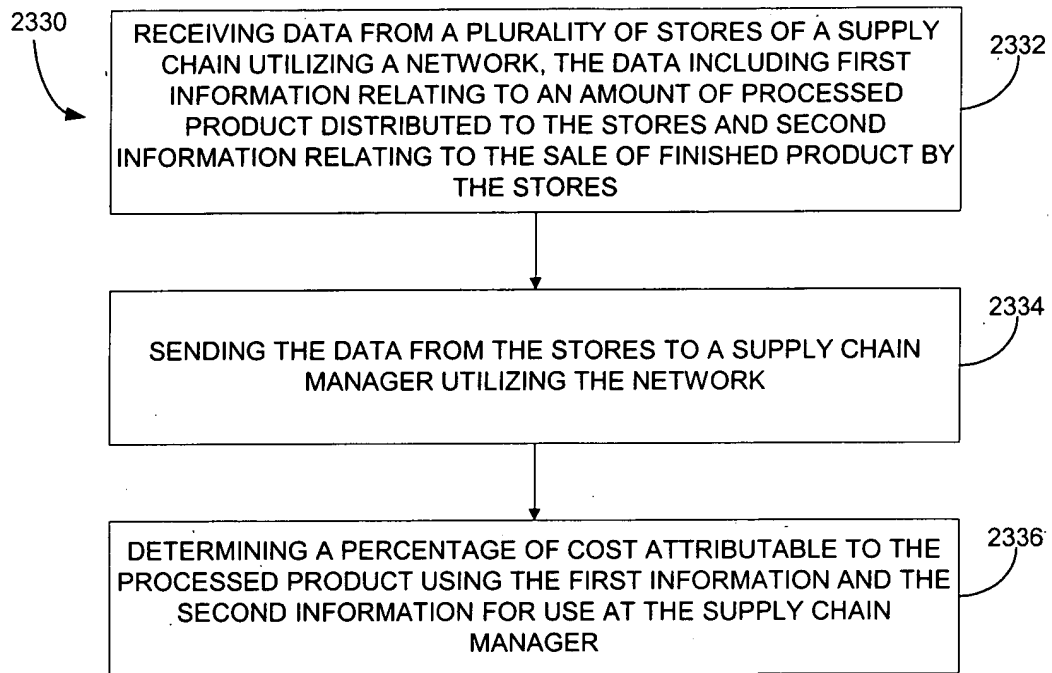 2330
RECEIVING DATA FROM A PLURALITY OF STORES OF A SUPPLY
CHAIN UTILIZING A NETWORK, THE DATA INCLUDING FIRST
INFORMATION RELATING TO AN AMOUNT OF PROCESSED
PRODUCT DISTRIBUTED TO THE STORES AND SECOND
INFORMATION RELATING TO THE SALE OF FINISHED PRODUCT BY
THE STORES
2332
SENDING THE DATA FROM THE STORES TO A SUPPLY CHAIN
MANAGER UTILIZING THE NETWORK
2334
DETERMINING A PERCENTAGE OF COST ATTRIBUTABLE TO THE
PROCESSED PRODUCT USING THE FIRST INFORMATION AND THE
SECOND INFORMATION FOR USE AT THE SUPPLY CHAIN
MANAGER
2336